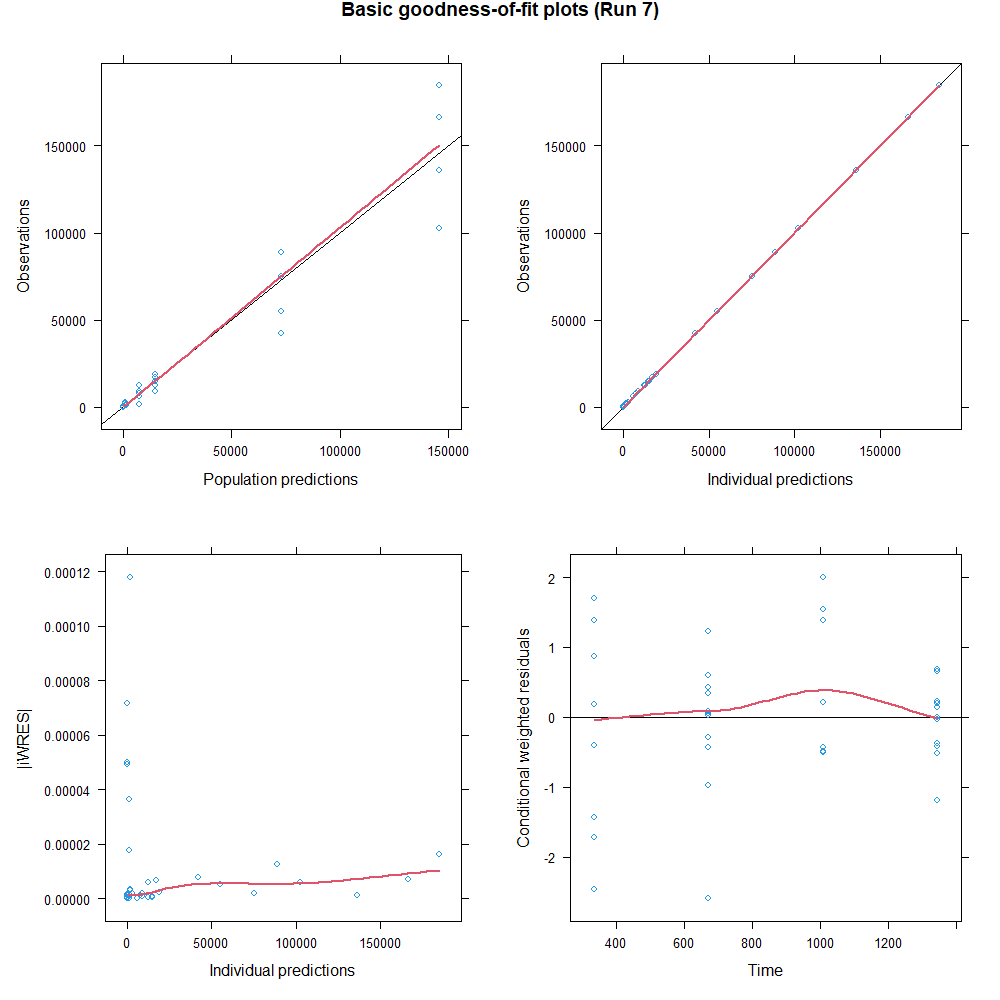 Basic goodness-of-fit plots (Run 7)
Observations
150000
100000
50000
0
0 50000 100000 150000
Population predictions
Observations
150000
100000
50000
0
0 50000 100000 150000
Individual predictions
|iWRES|
0.00012
0.00010
0.00008
0.00006
0.00004
0.00002
0.00000
0 50000 100000 150000
Individual predictions
Conditional weighted residuals
2
1
0
-1
-2
400 600 800 1000 1200
Time